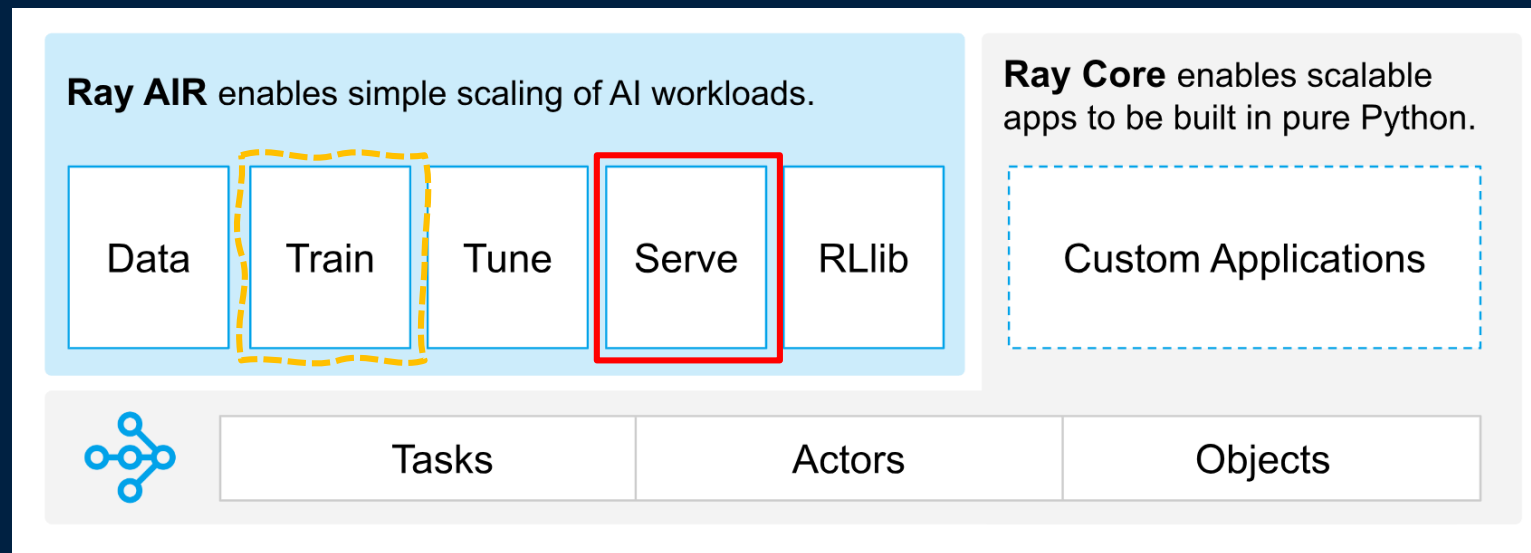 Ray AIR enables simple scaling of AI workloads.
Data
Train
Tune
Serve
RLlib
Ray Core enables scalable
apps to be built in pure Python.
Custom Applications
Tasks
Actors
Objects